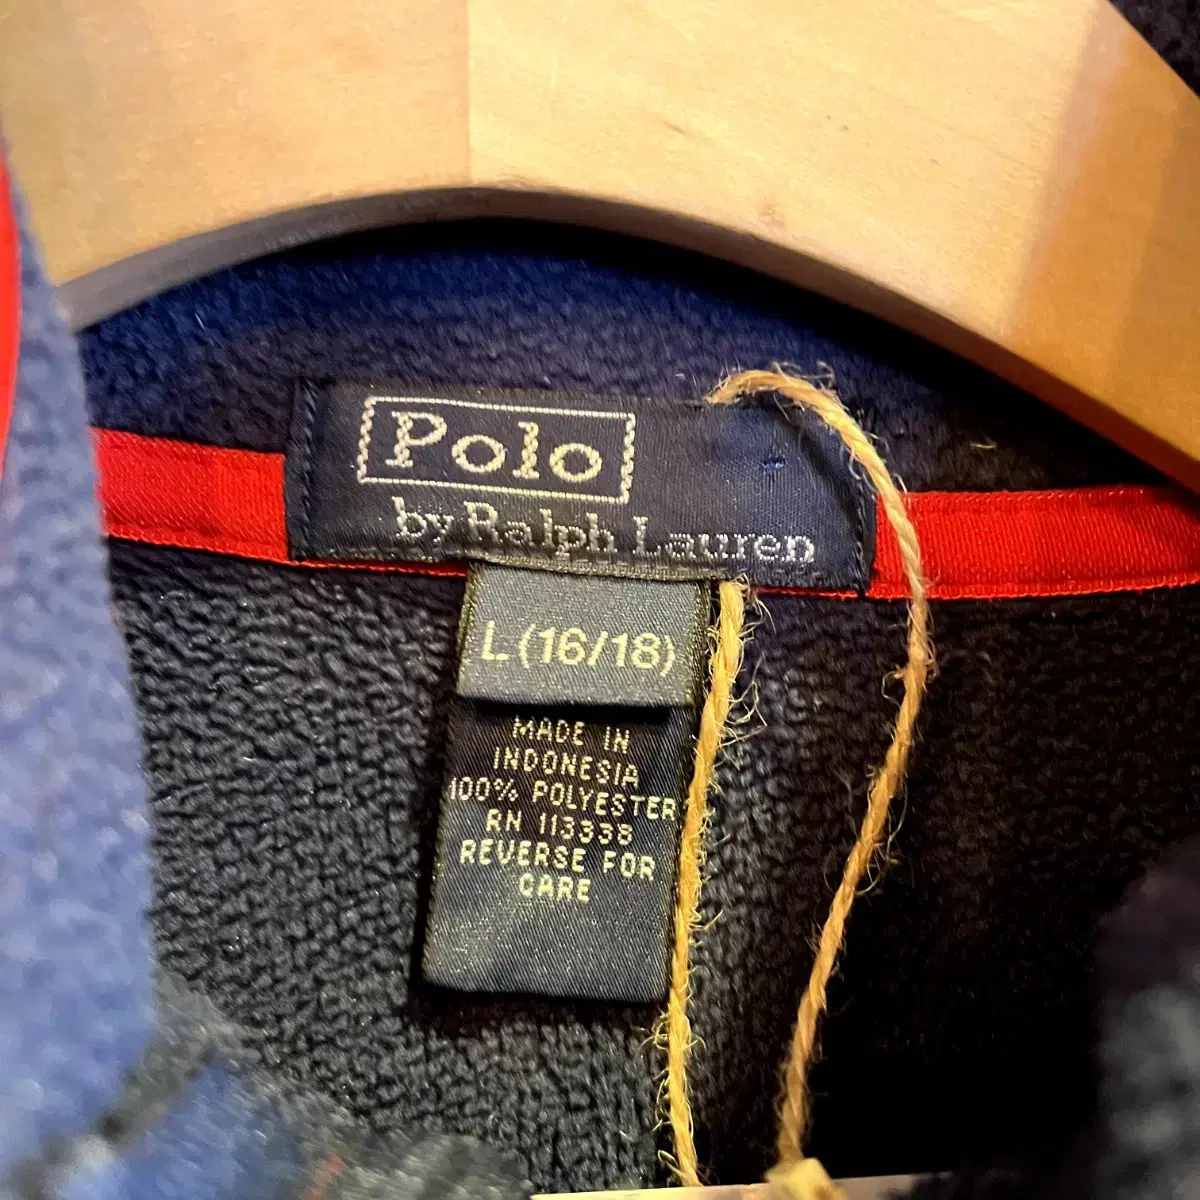 Polo
by Ralph Lauren
L (16/18)
MADE IN
INDONESIA
100% POLYESTER
RN 113338
REVERSE FOR
CARE